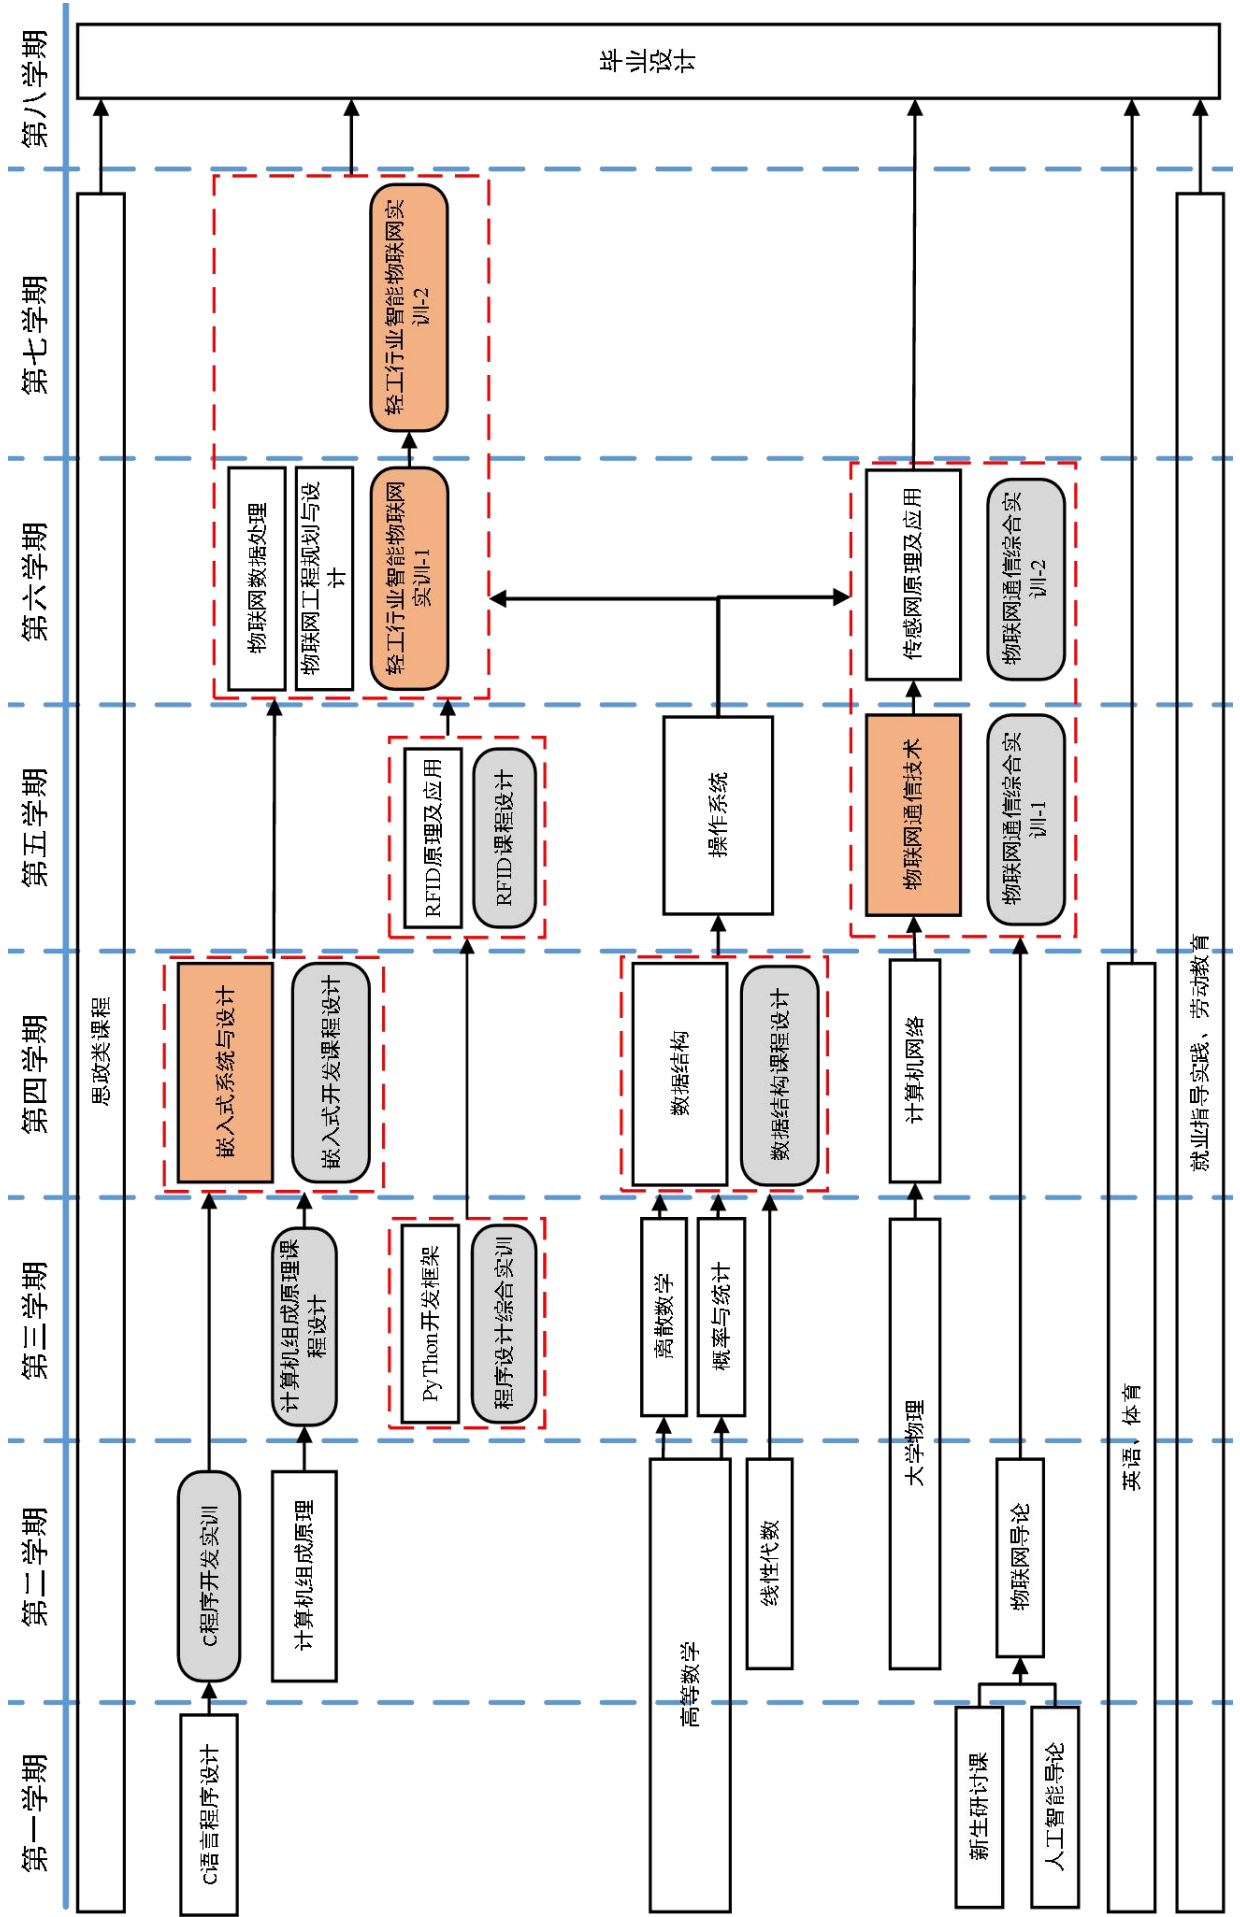 第一学期
第二学期
第三学期
第四学期
第五学期
第六学期
第七学期
第八学期
思政类课程
C语言程序设计
C程序开发实训
计算机组成原理
计算机组成原理课
程设计
嵌入式系统与设计
嵌入式开发课程设计
PyThon开发框架
程序设计综合实训
RFID原理及应用
RFID课程设计
物联网数据处理
物联网工程规划与设
计
轻工行业智能物联网
实训-1
轻工行业智能物联网实
训-2
高等数学
线性代数
离散数学
概率与统计
数据结构
数据结构课程设计
操作系统
大学物理
计算机网络
物联网通信技术
传感网原理及应用
物联网通信综合实
训-1
物联网通信综合实
训-2
新生研讨课
人工智能导论
物联网导论
英语、体育
就业指导实践、劳动教育
毕业设计